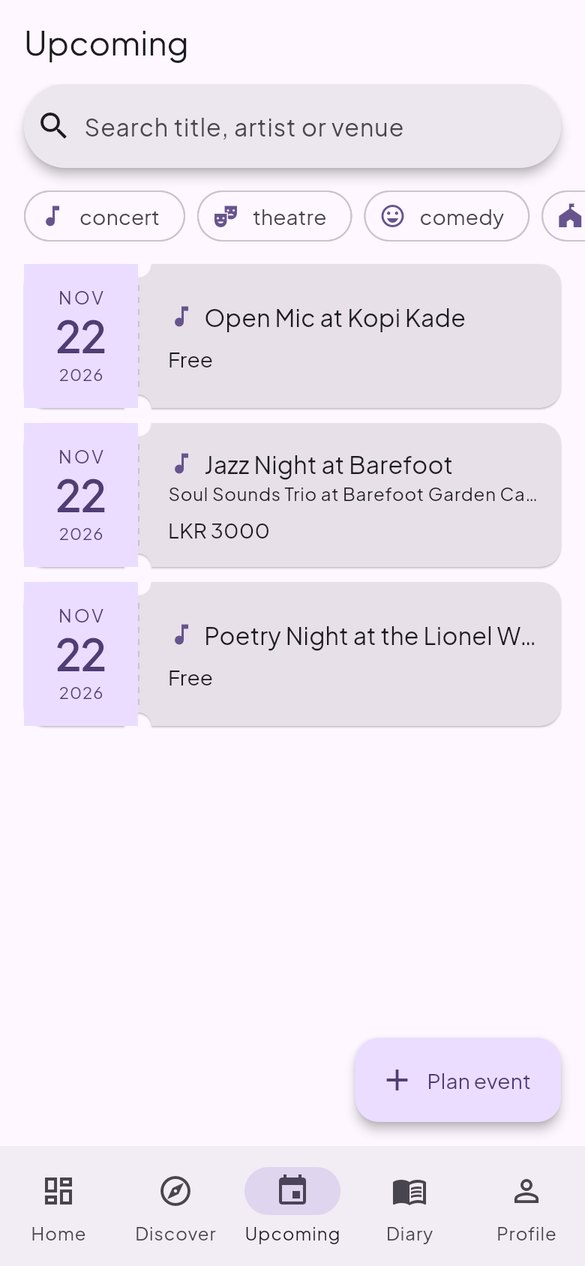 Upcoming
Search title, artist or venue
concert
theatre
comedy
NOV
22
2026
Open Mic at Kopi Kade
Free
NOV
22
2026
Jazz Night at Barefoot
Soul Sounds Trio at Barefoot Garden Ca...
LKR 3000
NOV
22
2026
Poetry Night at the Lionel W...
Free
Plan event
Home
Discover
Upcoming
Diary
Profile